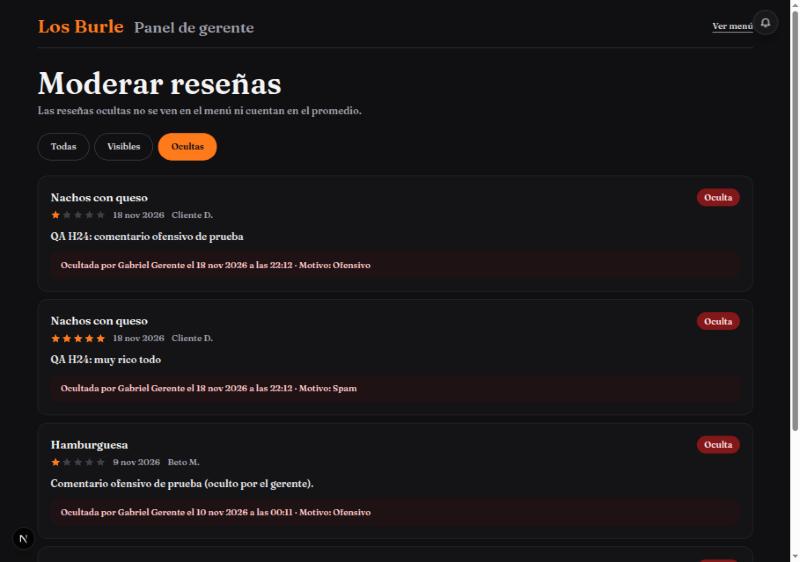 Los Burle Panel de gerente Ver menú
Moderar reseñas
Las reseñas ocultas no se ven en el menú ni cuentan en el promedio.
Todas Visibles Ocultas
Nachos con queso Oculta
18 nov 2026 Cliente D.
QA H24: comentario ofensivo de prueba
Ocultada por Gabriel Gerente el 18 nov 2026 a las 22:12 · Motivo: Ofensivo
Nachos con queso Oculta
18 nov 2026 Cliente D.
QA H24: muy rico todo
Ocultada por Gabriel Gerente el 18 nov 2026 a las 22:12 · Motivo: Spam
Hamburguesa Oculta
9 nov 2026 Beto M.
Comentario ofensivo de prueba (oculto por el gerente).
Ocultada por Gabriel Gerente el 10 nov 2026 a las 00:11 · Motivo: Ofensivo
N